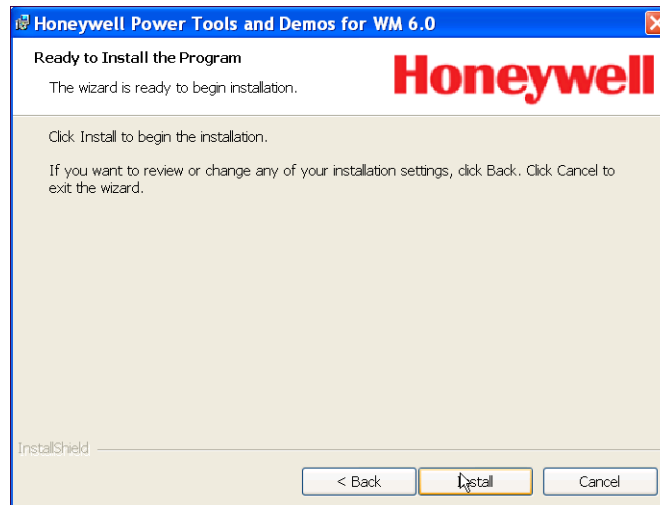 Honeywell Power Tools and Demos for WM 6.0
Ready to Install the Program
The wizard is ready to begin installation.
Honeywell
Click Install to begin the installation.
If you want to review or change any of your installation settings, click Back. Click Cancel to
exit the wizard.
InstallShield
< Back
Install
Cancel